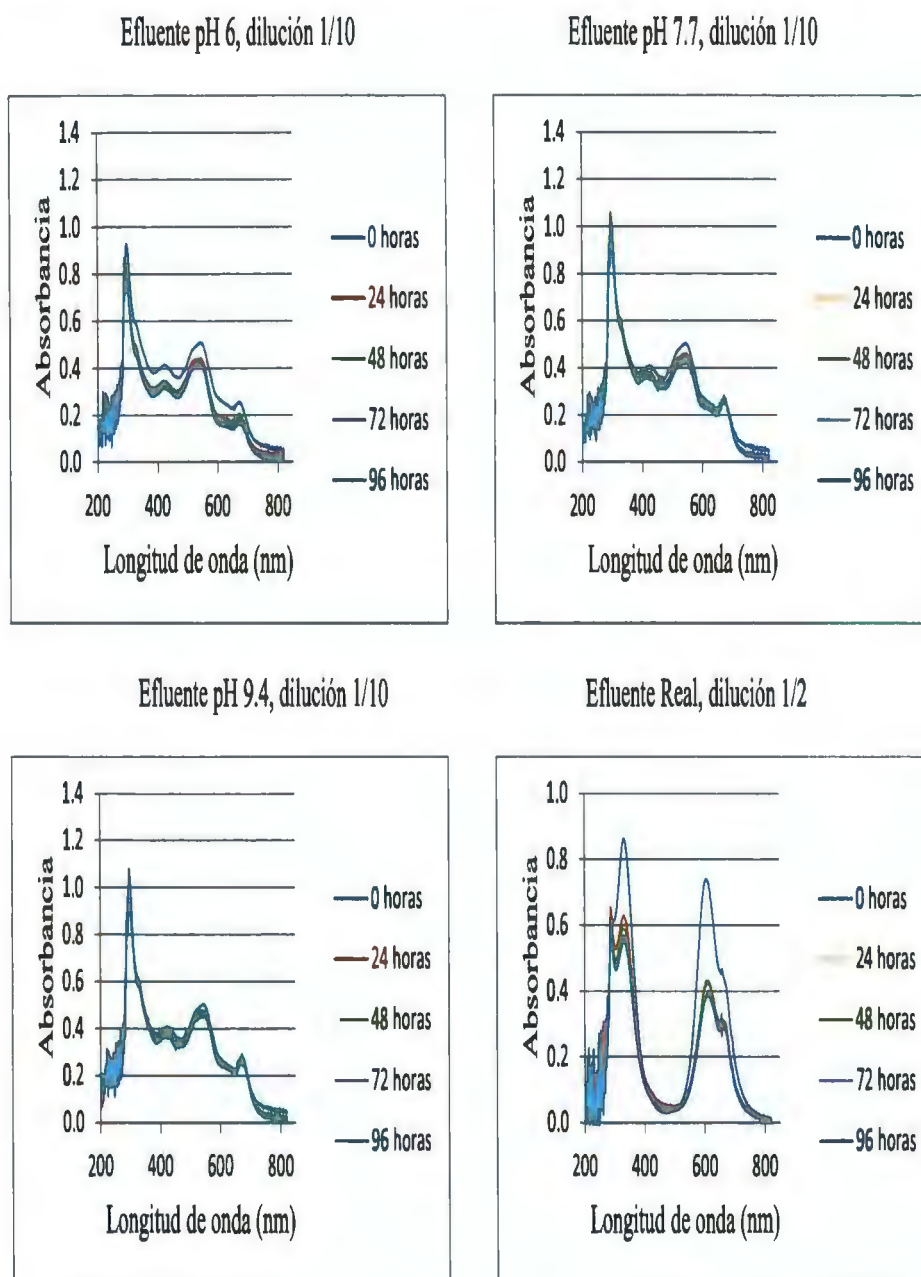 Efluente pH 6, dilución 1/10
1.4
1.2
1.0
0.8
0.6
0.4
0.2
0.0
Absorbancia
200 400 600 800
Longitud de onda (nm)
0 horas
24 horas
48 horas
72 horas
96 horas
Efluente pH 7.7, dilución 1/10
1.4
1.2
1.0
0.8
0.6
0.4
0.2
0.0
Absorbancia
200 400 600 800
Longitud de onda (nm)
0 horas
24 horas
48 horas
72 horas
96 horas
Efluente pH 9.4, dilución 1/10
1.4
1.2
1.0
0.8
0.6
0.4
0.2
0.0
Absorbancia
200 400 600 800
Longitud de onda (nm)
0 horas
24 horas
48 horas
72 horas
96 horas
Efluente Real, dilución 1/2
1.0
0.8
0.6
0.4
0.2
0.0
Absorbancia
200 400 600 800
Longitud de onda (nm)
0 horas
24 horas
48 horas
72 horas
96 horas